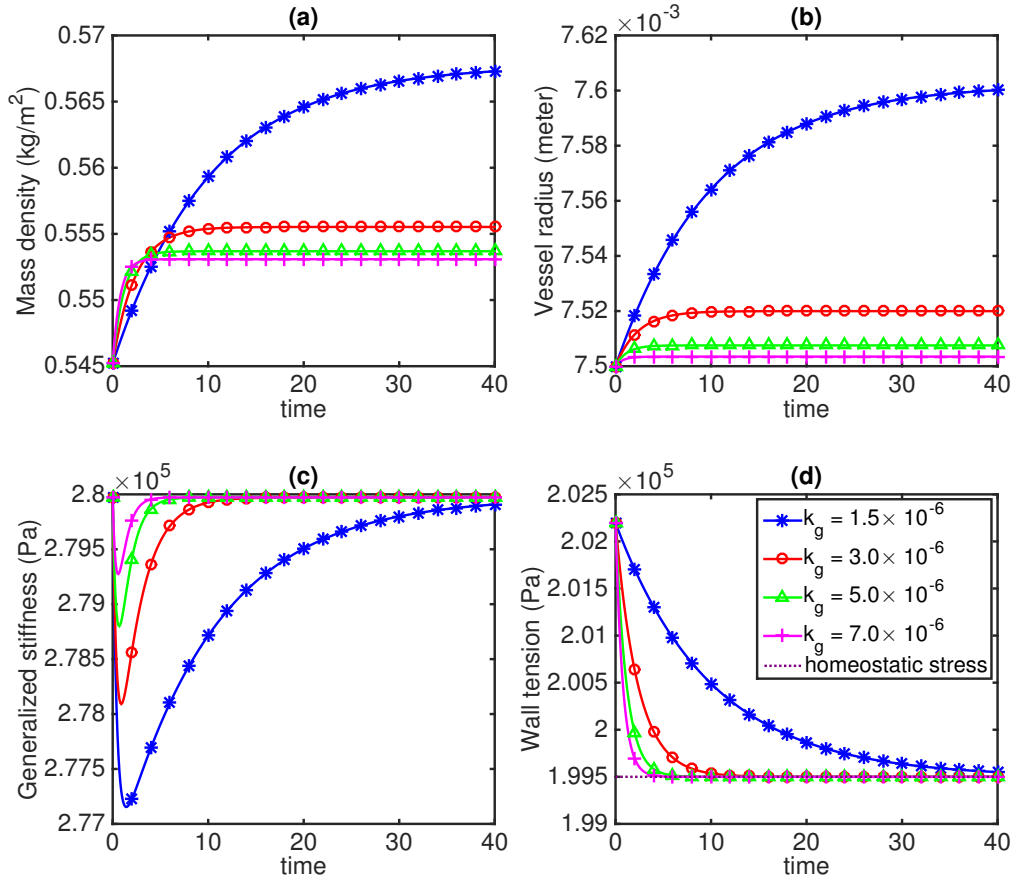 (a)
0.57
0.565
0.56
0.555
0.55
0.545
Mass density (kg/m²)
0 10 20 30 40
time
(b)
×10⁻³
7.62
7.6
7.58
7.56
7.54
7.52
7.5
Vessel radius (meter)
0 10 20 30 40
time
(c)
×10⁵
2.8
2.795
2.79
2.785
2.78
2.775
2.77
Generalized stiffness (Pa)
0 10 20 30 40
time
(d)
×10⁵
2.025
2.02
2.015
2.01
2.005
2
1.995
1.99
Wall tension (Pa)
k_g = 1.5× 10⁻⁶
k_g = 3.0× 10⁻⁶
k_g = 5.0× 10⁻⁶
k_g = 7.0× 10⁻⁶
homeostatic stress
0 10 20 30 40
time